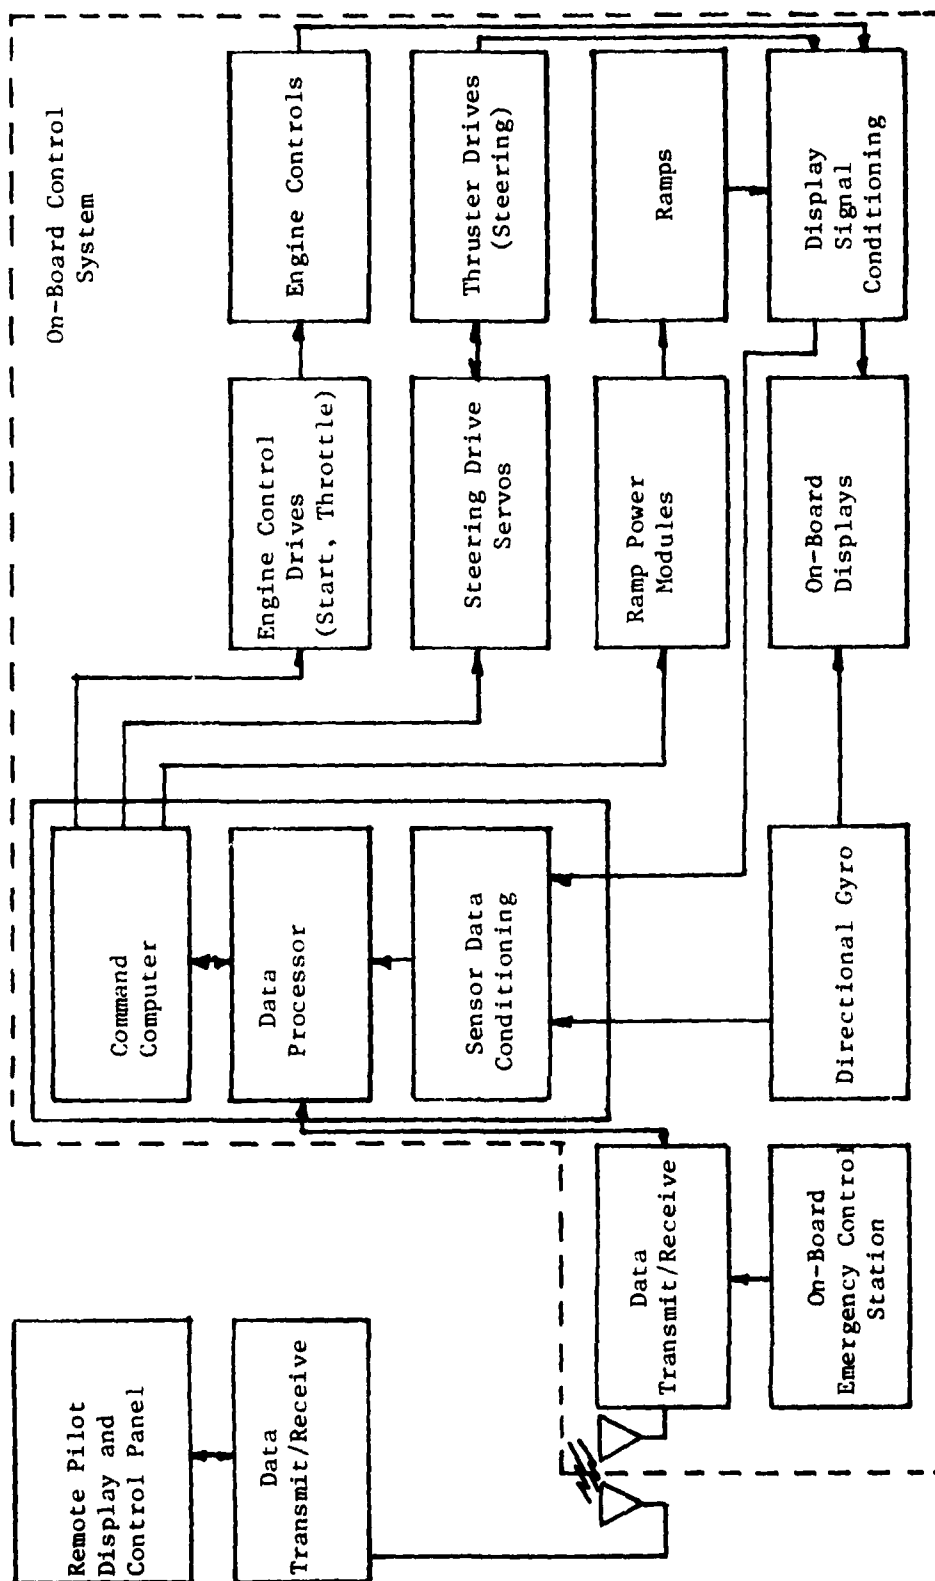 Remote Pilot
Display and
Control Panel
Data
Transmit/Receive
On-Board Control
System
Command
Computer
Data
Processor
Sensor Data
Conditioning
Engine Control
Drives
(Start, Throttle)
Engine Controls
Steering Drive
Servos
Thruster Drives
(Steering)
Ramp Power
Modules
Ramps
Data
Transmit/Receive
On-Board
Emergency Control
Station
Directional Gyro
On-Board
Displays
Display
Signal
Conditioning